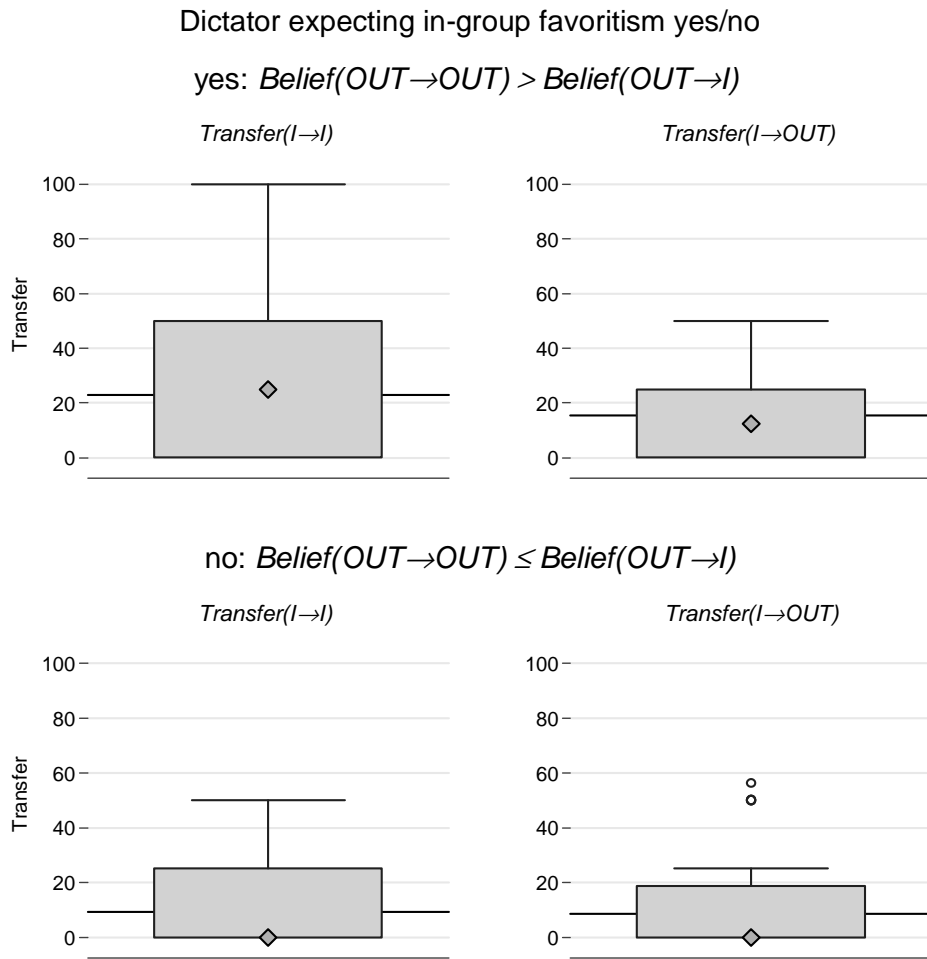 Dictator expecting in-group favoritism yes/no
yes: Belief(OUT→OUT) > Belief(OUT→I)
Transfer(I→I)
Transfer(I→OUT)
Transfer
100
80
60
40
20
0
100
80
60
40
20
0
no: Belief(OUT→OUT) ≤ Belief(OUT→I)
Transfer(I→I)
Transfer(I→OUT)
Transfer
100
80
60
40
20
0
100
80
60
40
20
0